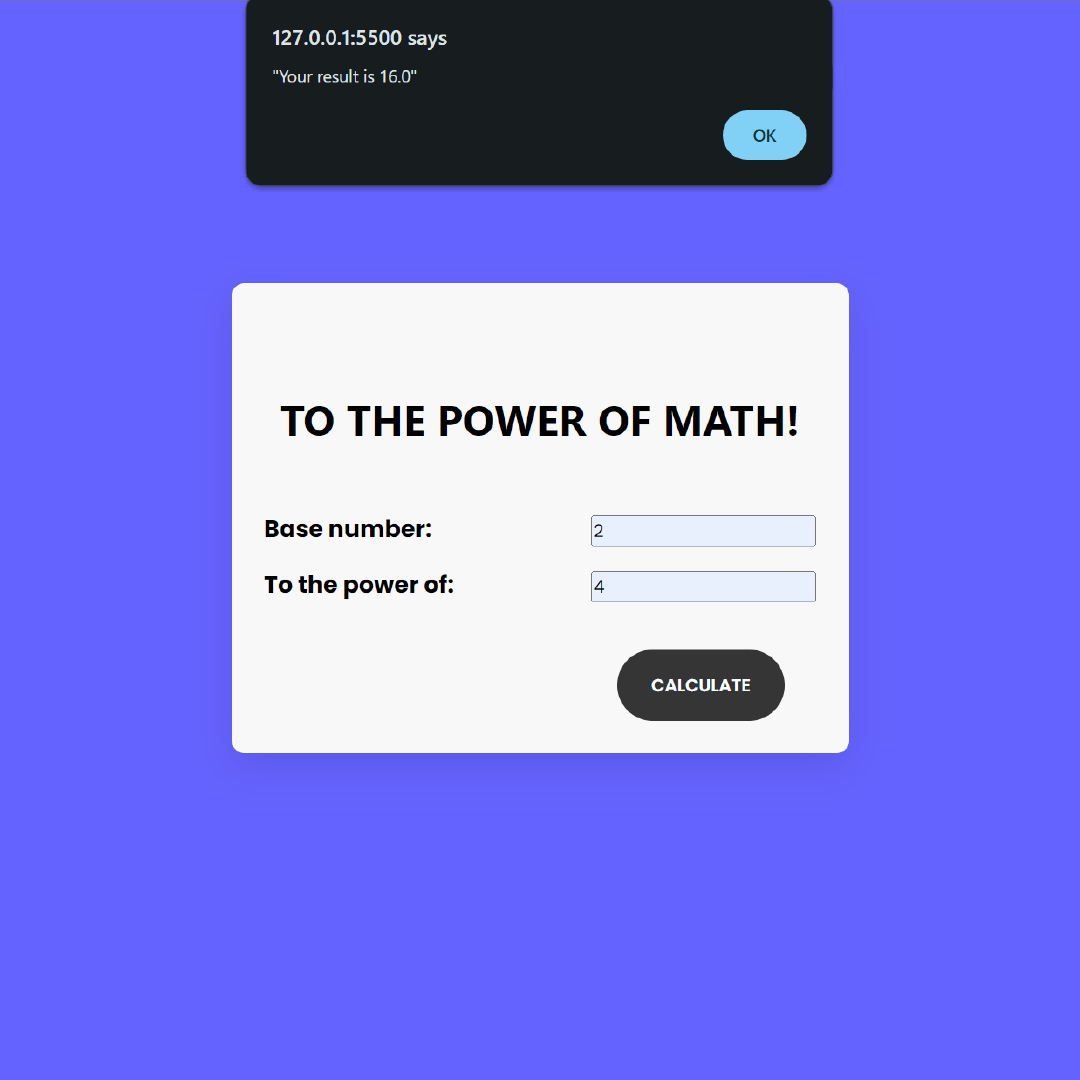 127.0.0.1:5500 says
"Your result is 16.0"
OK
TO THE POWER OF MATH!
Base number:
2
To the power of:
4
CALCULATE